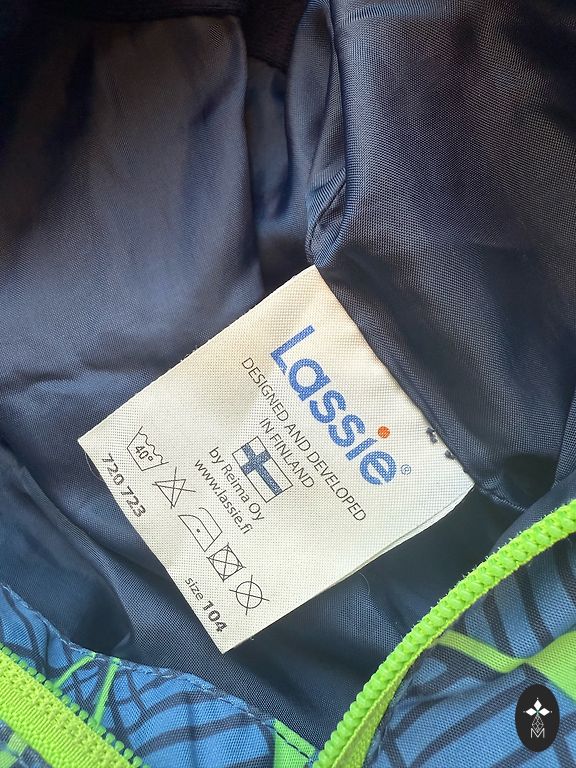 Lassie®
DESIGNED AND DEVELOPED
IN FINLAND
by Reima Oy
www.lassie.fi
40°
720 723
size 104
M